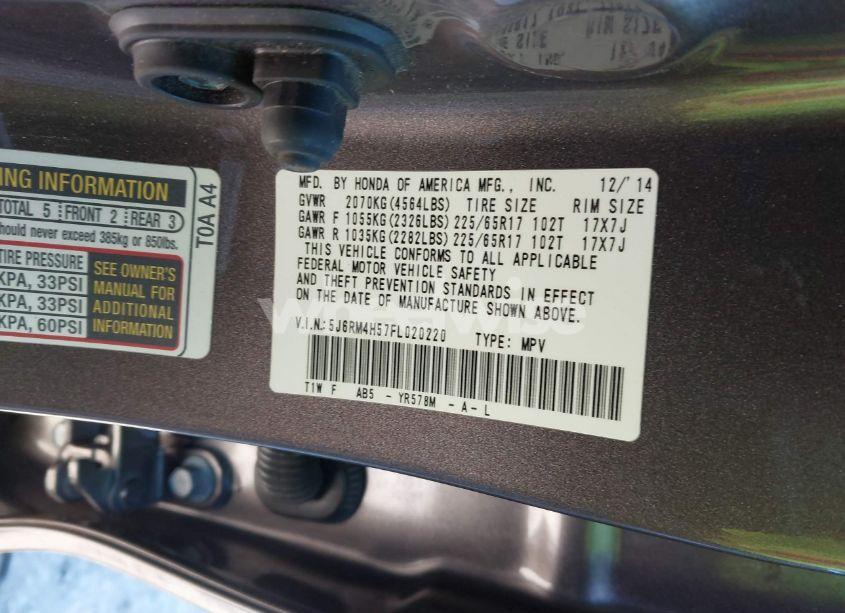 ING INFORMATION
TOTAL 5 FRONT 2 REAR 3
should never exceed 385kg or 850lbs.
TIRE PRESSURE
KPA, 33PSI
KPA, 33PSI
KPA, 60PSI
SEE OWNER'S
MANUAL FOR
ADDITIONAL
INFORMATION
T0A A4
MFD. BY HONDA OF AMERICA MFG., INC. 12/'14
GVWR 2070KG(4564LBS) TIRE SIZE RIM SIZE
GAWR F 1055KG(2326LBS) 225/65R17 102T 17X7J
GAWR R 1035KG(2282LBS) 225/65R17 102T 17X7J
THIS VEHICLE CONFORMS TO ALL APPLICABLE
FEDERAL MOTOR VEHICLE SAFETY
AND THEFT PREVENTION STANDARDS IN EFFECT
ON THE DATE OF MANUFACTURE SHOWN ABOVE.
V.I.N.: 5J6RM4H57FL020220 TYPE: MPV
T1W F AB5 - YR578M - A - L